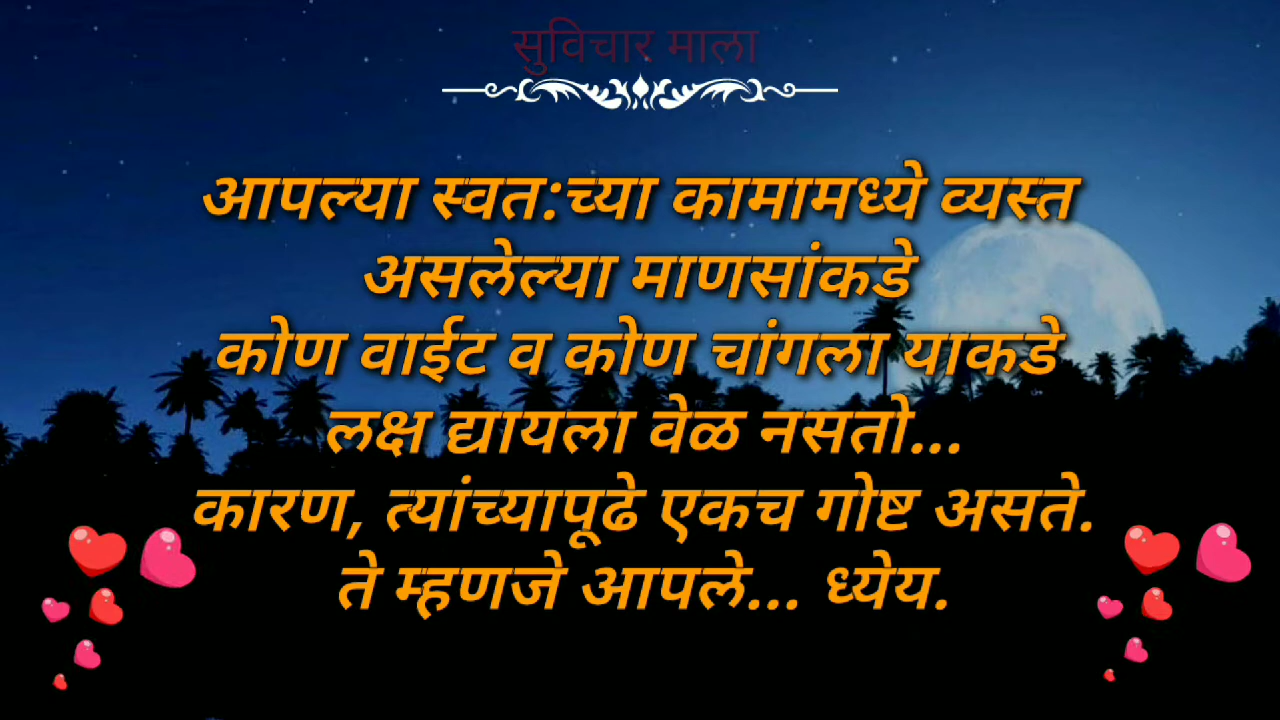 सुविचार माला
आपल्या स्वत:च्या कामामध्ये व्यस्त
असलेल्या माणसांकडे
कोण वाईट व कोण चांगला याकडे
लक्ष द्यायला वेळ नसतो...
कारण, त्यांच्यापूढे एकच गोष्ट असते.
ते म्हणजे आपले... ध्येय.